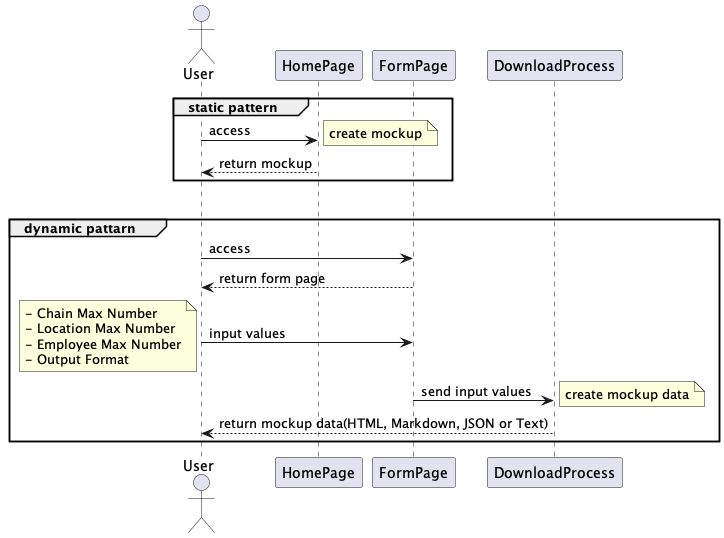 User
HomePage
FormPage
DownloadProcess
static pattern
access
create mockup
return mockup
dynamic pattarn
access
return form page
- Chain Max Number
- Location Max Number
- Employee Max Number
- Output Format
input values
send input values
create mockup data
return mockup data(HTML, Markdown, JSON or Text)
User
HomePage
FormPage
DownloadProcess